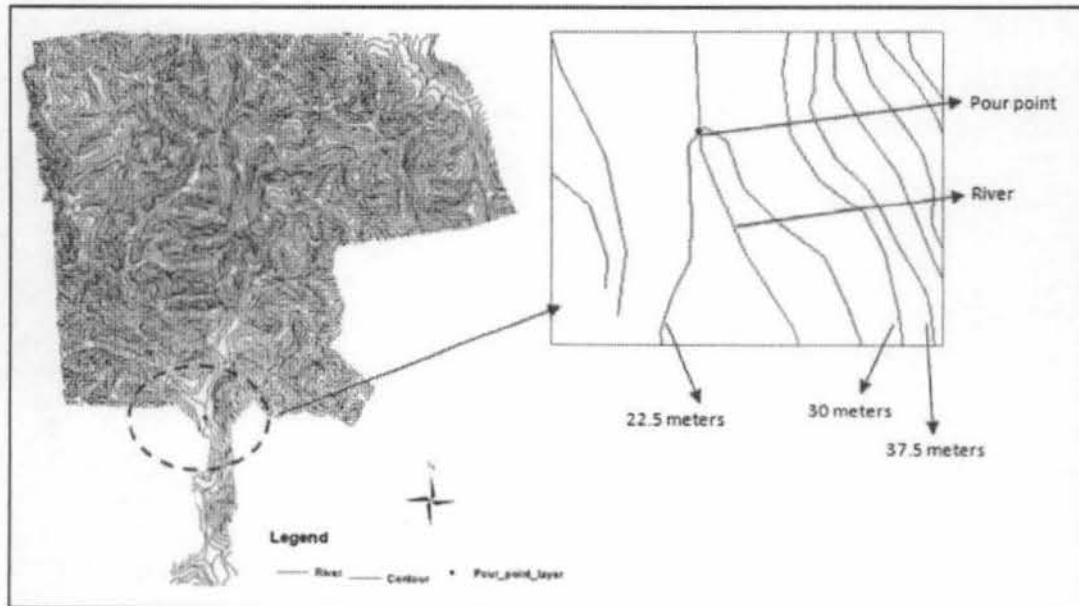 Pour point
River
22.5 meters
30 meters
37.5 meters
Legend
River
Contour
Pour_point_layer